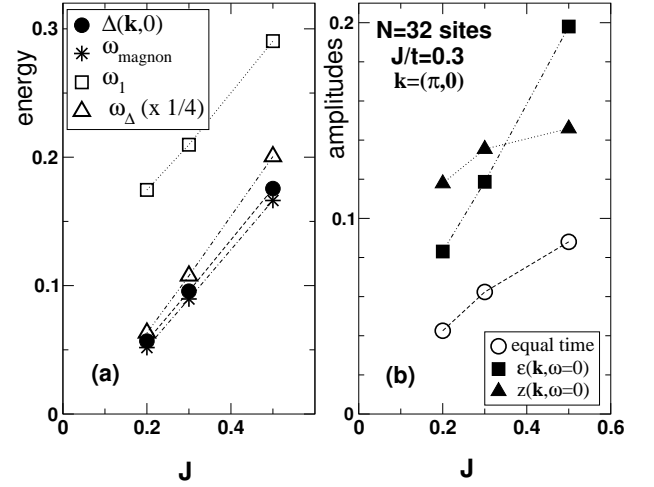 energy
0.3
0.2
0.1
0
Δ(k,0)
ω_magnon
ω_1
ω_Δ (x 1/4)
(a)
0
0.2
0.4
J
amplitudes
0.2
0.1
0
N=32 sites
J/t=0.3
k=(π,0)
equal time
ε(k,ω=0)
z(k,ω=0)
(b)
0
0.2
0.4
0.6
J